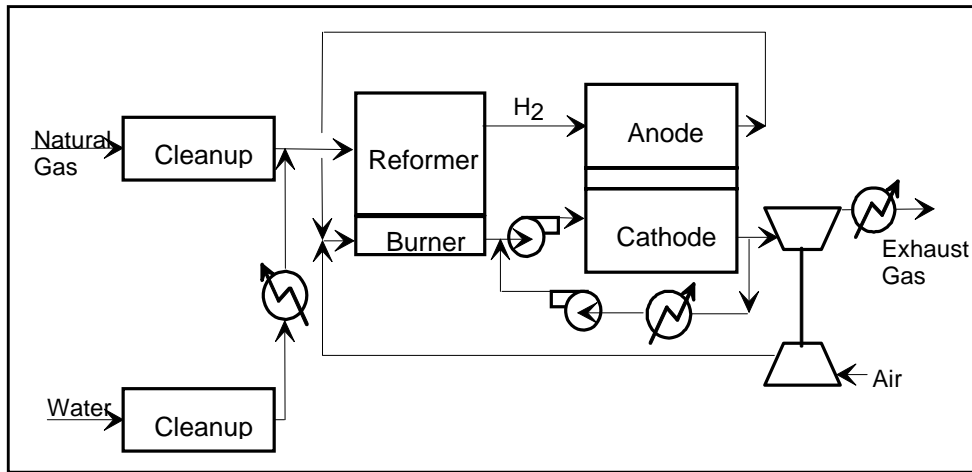 H2
Natural
Gas
Cleanup
Reformer
Anode
Burner
Cathode
Exhaust
Gas
Air
Water
Cleanup